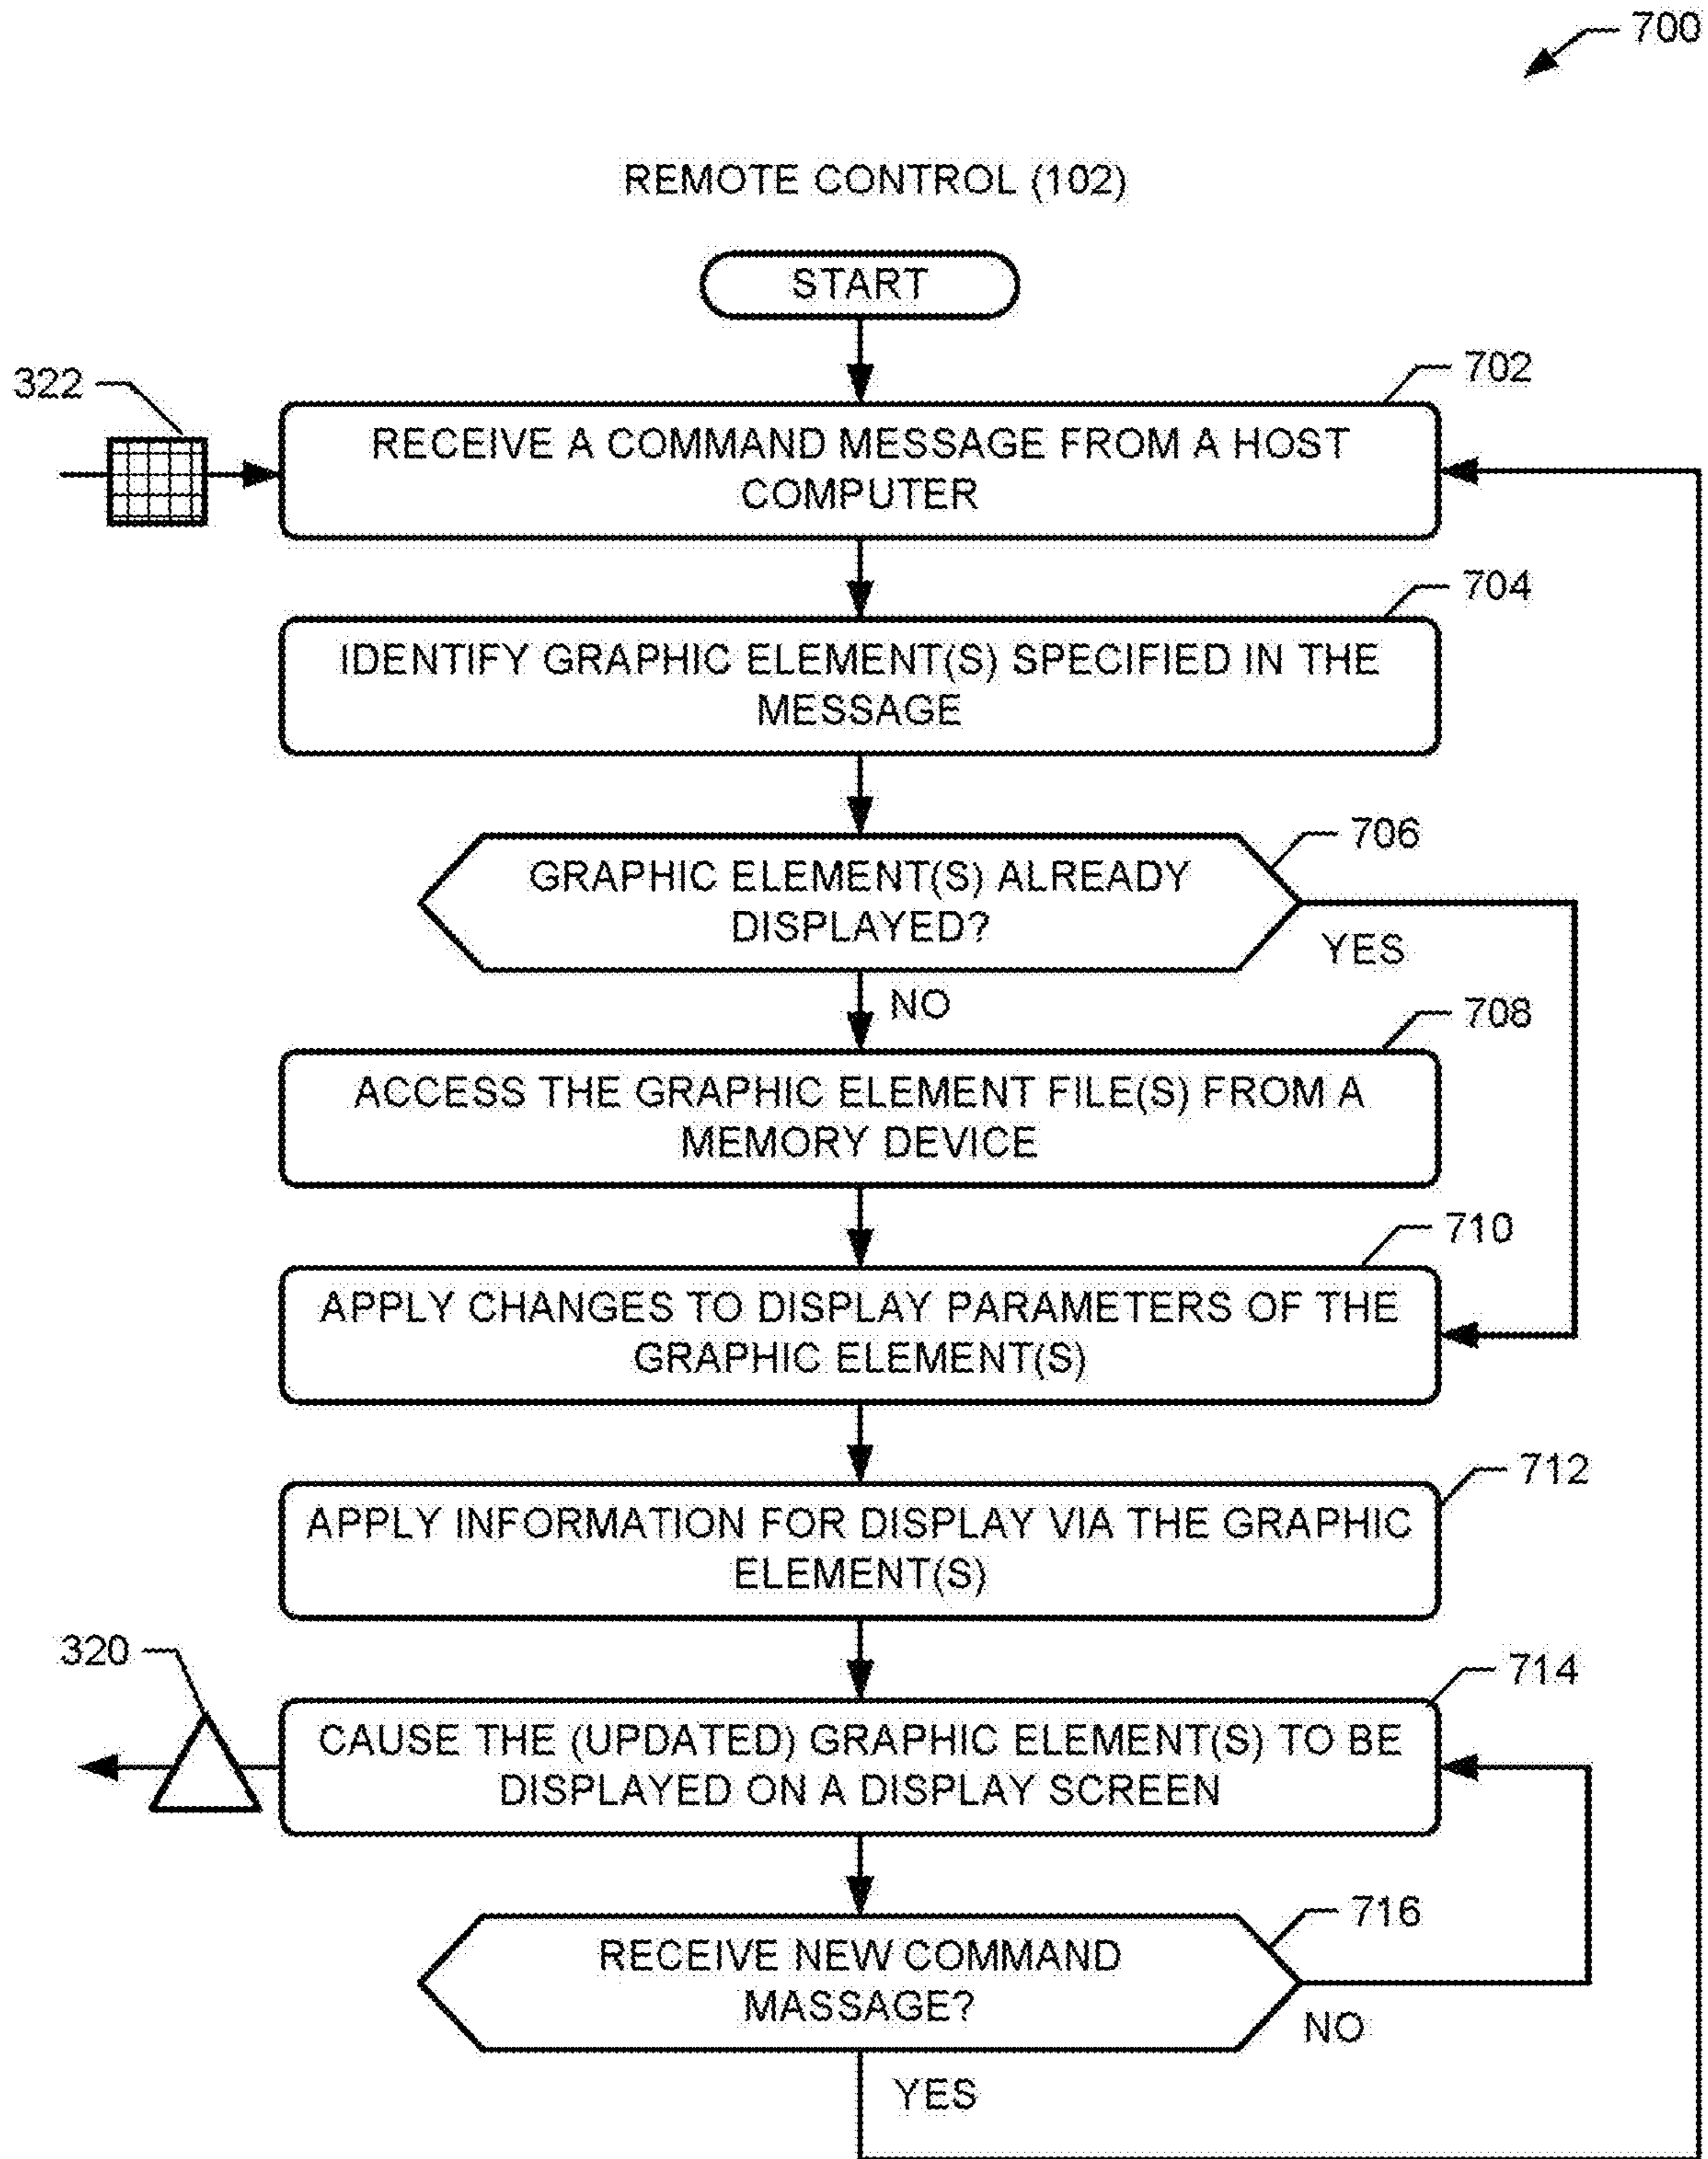 700
REMOTE CONTROL (102)
START
322
702
RECEIVE A COMMAND MESSAGE FROM A HOST
COMPUTER
704
IDENTIFY GRAPHIC ELEMENT(S) SPECIFIED IN THE
MESSAGE
706
GRAPHIC ELEMENT(S) ALREADY
DISPLAYED?
YES
NO
708
ACCESS THE GRAPHIC ELEMENT FILE(S) FROM A
MEMORY DEVICE
710
APPLY CHANGES TO DISPLAY PARAMETERS OF THE
GRAPHIC ELEMENT(S)
712
APPLY INFORMATION FOR DISPLAY VIA THE GRAPHIC
ELEMENT(S)
320
714
CAUSE THE (UPDATED) GRAPHIC ELEMENT(S) TO BE
DISPLAYED ON A DISPLAY SCREEN
716
RECEIVE NEW COMMAND
MASSAGE?
NO
YES